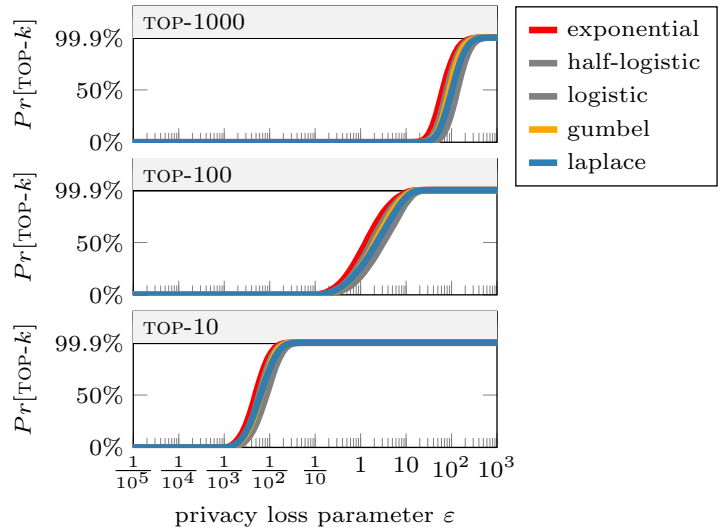 TOP-1000
Pr[TOP-k]
99.9%
50%
0%
exponential
half-logistic
logistic
gumbel
laplace
TOP-100
Pr[TOP-k]
99.9%
50%
0%
TOP-10
Pr[TOP-k]
99.9%
50%
0%
1/10^5 1/10^4 1/10^3 1/10^2 1/10 1 10 10^2 10^3
privacy loss parameter ε